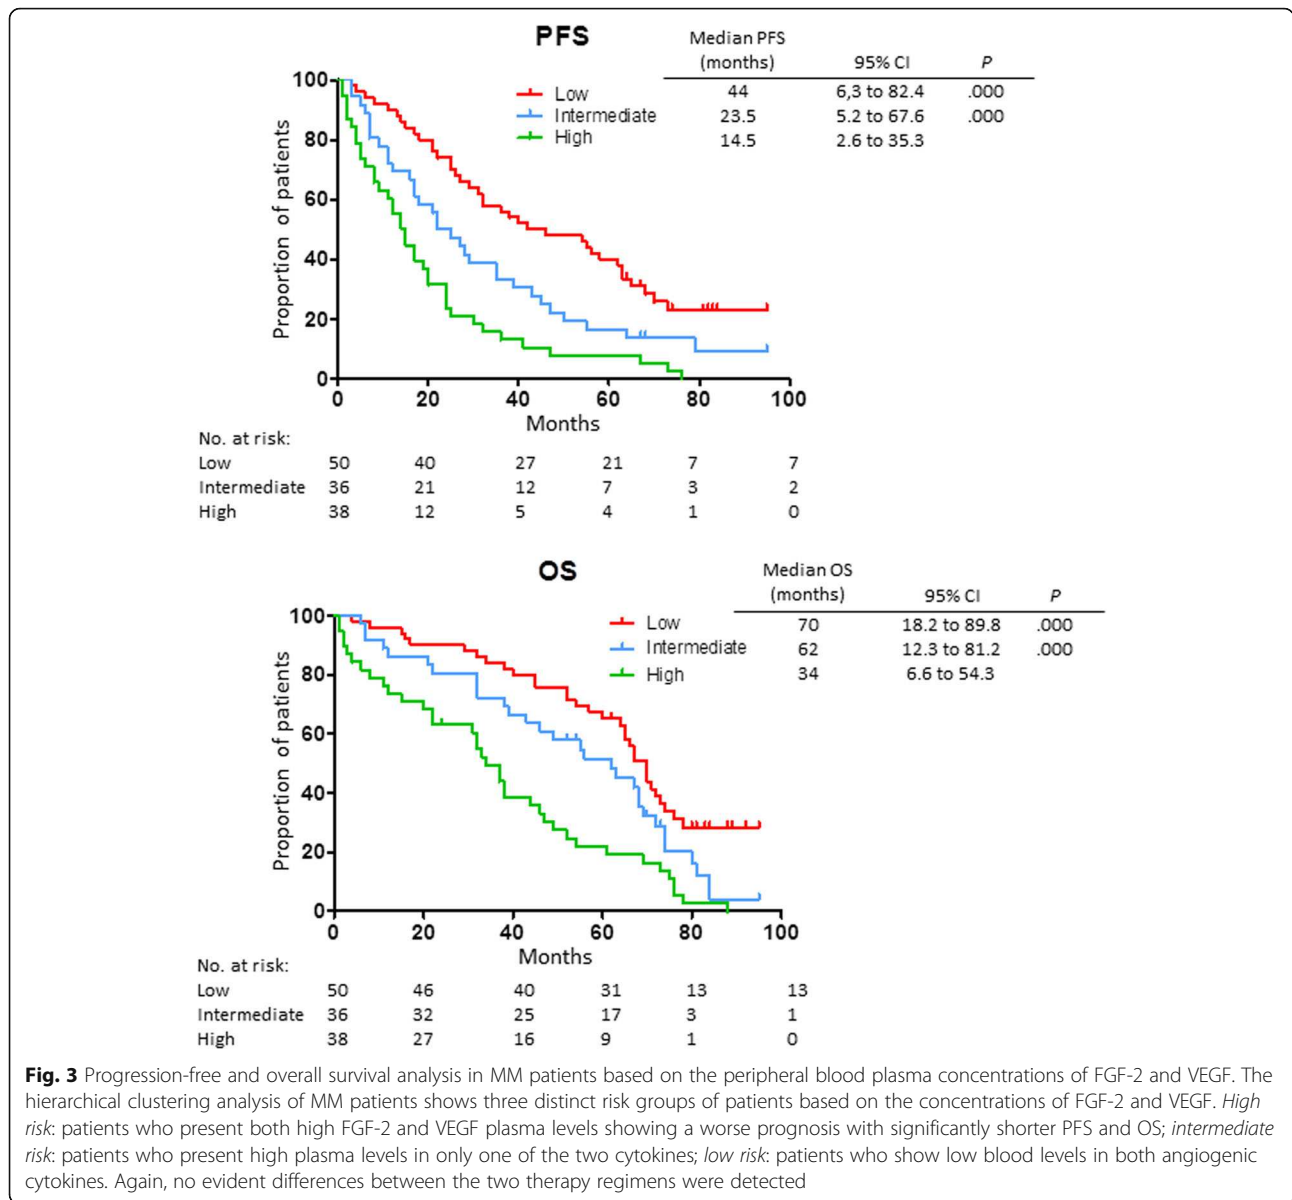 PFS
Median PFS
(months) 95% CI P
Low 44 6,3 to 82.4 .000
Intermediate 23.5 5.2 to 67.6 .000
High 14.5 2.6 to 35.3
Proportion of patients
100
80
60
40
20
0
0 20 40 60 80 100
Months
No. at risk:
Low 50 40 27 21 7 7
Intermediate 36 21 12 7 3 2
High 38 12 5 4 1 0
OS
Median OS
(months) 95% CI P
Low 70 18.2 to 89.8 .000
Intermediate 62 12.3 to 81.2 .000
High 34 6.6 to 54.3
Proportion of patients
100
80
60
40
20
0
0 20 40 60 80 100
Months
No. at risk:
Low 50 46 40 31 13 13
Intermediate 36 32 25 17 3 1
High 38 27 16 9 1 0
Fig. 3 Progression-free and overall survival analysis in MM patients based on the peripheral blood plasma concentrations of FGF-2 and VEGF. The
hierarchical clustering analysis of MM patients shows three distinct risk groups of patients based on the concentrations of FGF-2 and VEGF. High
risk: patients who present both high FGF-2 and VEGF plasma levels showing a worse prognosis with significantly shorter PFS and OS; intermediate
risk: patients who present high plasma levels in only one of the two cytokines; low risk: patients who show low blood levels in both angiogenic
cytokines. Again, no evident differences between the two therapy regimens were detected